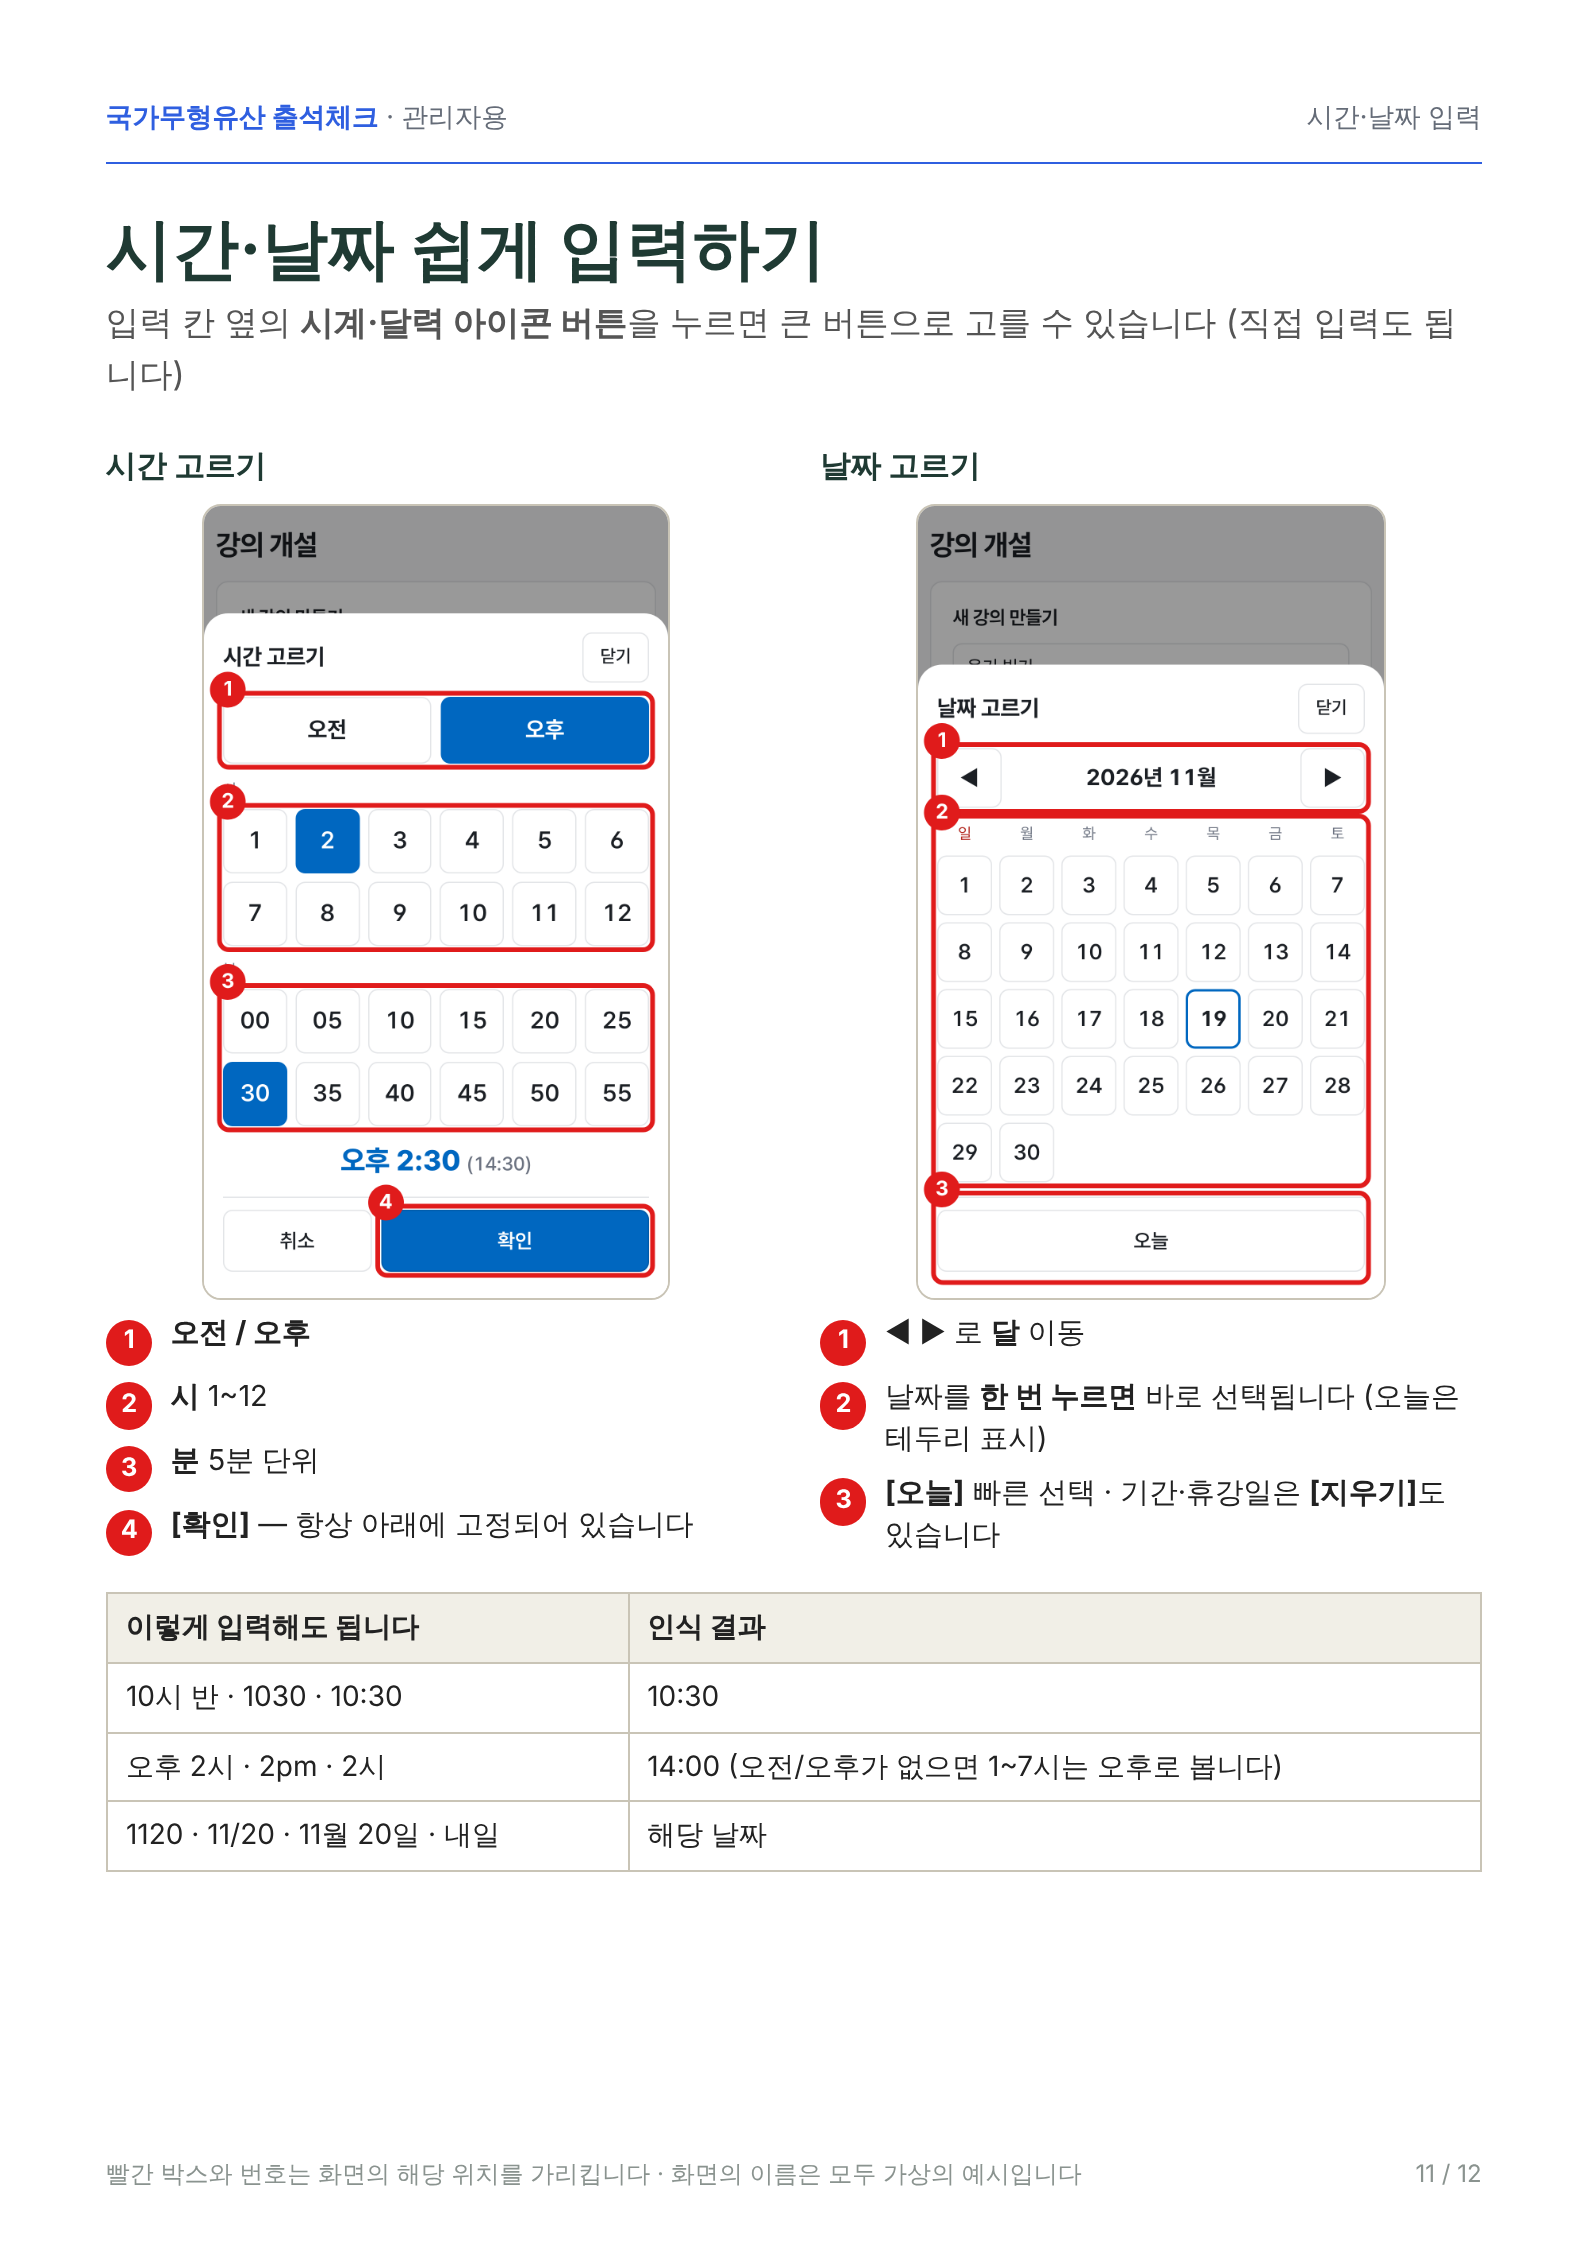 국가무형유산 출석체크 · 관리자용
시간·날짜 입력
시간·날짜 쉽게 입력하기
입력 칸 옆의 시계·달력 아이콘 버튼을 누르면 큰 버튼으로 고를 수 있습니다 (직접 입력도 됩
니다)
시간 고르기
강의 개설
시간 고르기
닫기
1
오전 오후
2
1 2 3 4 5 6
7 8 9 10 11 12
3
00 05 10 15 20 25
30 35 40 45 50 55
오후 2:30 (14:30)
4
취소 확인
1 오전 / 오후
2 시 1~12
3 분 5분 단위
4 [확인] — 항상 아래에 고정되어 있습니다
날짜 고르기
강의 개설
새 강의 만들기
날짜 고르기
닫기
1
◀ 2026년 11월 ▶
2
일 월 화 수 목 금 토
1 2 3 4 5 6 7
8 9 10 11 12 13 14
15 16 17 18 19 20 21
22 23 24 25 26 27 28
29 30
3
오늘
1 ◀ ▶ 로 달 이동
2 날짜를 한 번 누르면 바로 선택됩니다 (오늘은
테두리 표시)
3 [오늘] 빠른 선택 · 기간·휴강일은 [지우기]도
있습니다
이렇게 입력해도 됩니다 인식 결과
10시 반 · 1030 · 10:30 10:30
오후 2시 · 2pm · 2시 14:00 (오전/오후가 없으면 1~7시는 오후로 봅니다)
1120 · 11/20 · 11월 20일 · 내일 해당 날짜
빨간 박스와 번호는 화면의 해당 위치를 가리킵니다 · 화면의 이름은 모두 가상의 예시입니다
11 / 12